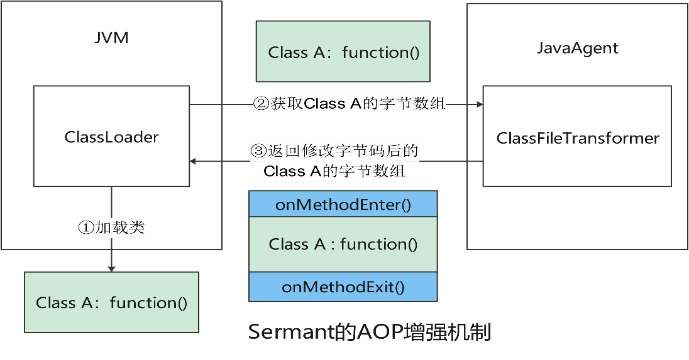 JVM
Class A：function()
JavaAgent
ClassLoader
②获取Class A的字节数组
ClassFileTransformer
③返回修改字节码后的
Class A的字节数组
①加载类
onMethodEnter()
Class A : function()
onMethodExit()
Class A：function()
Sermant的AOP增强机制